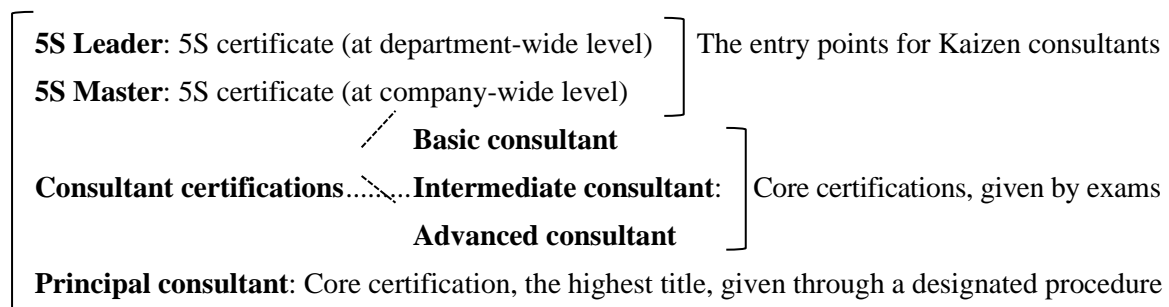 5S Leader: 5S certificate (at department-wide level) The entry points for Kaizen consultants
5S Master: 5S certificate (at company-wide level)
Basic consultant
Consultant certifications........Intermediate consultant: Core certifications, given by exams
Advanced consultant
Principal consultant: Core certification, the highest title, given through a designated procedure